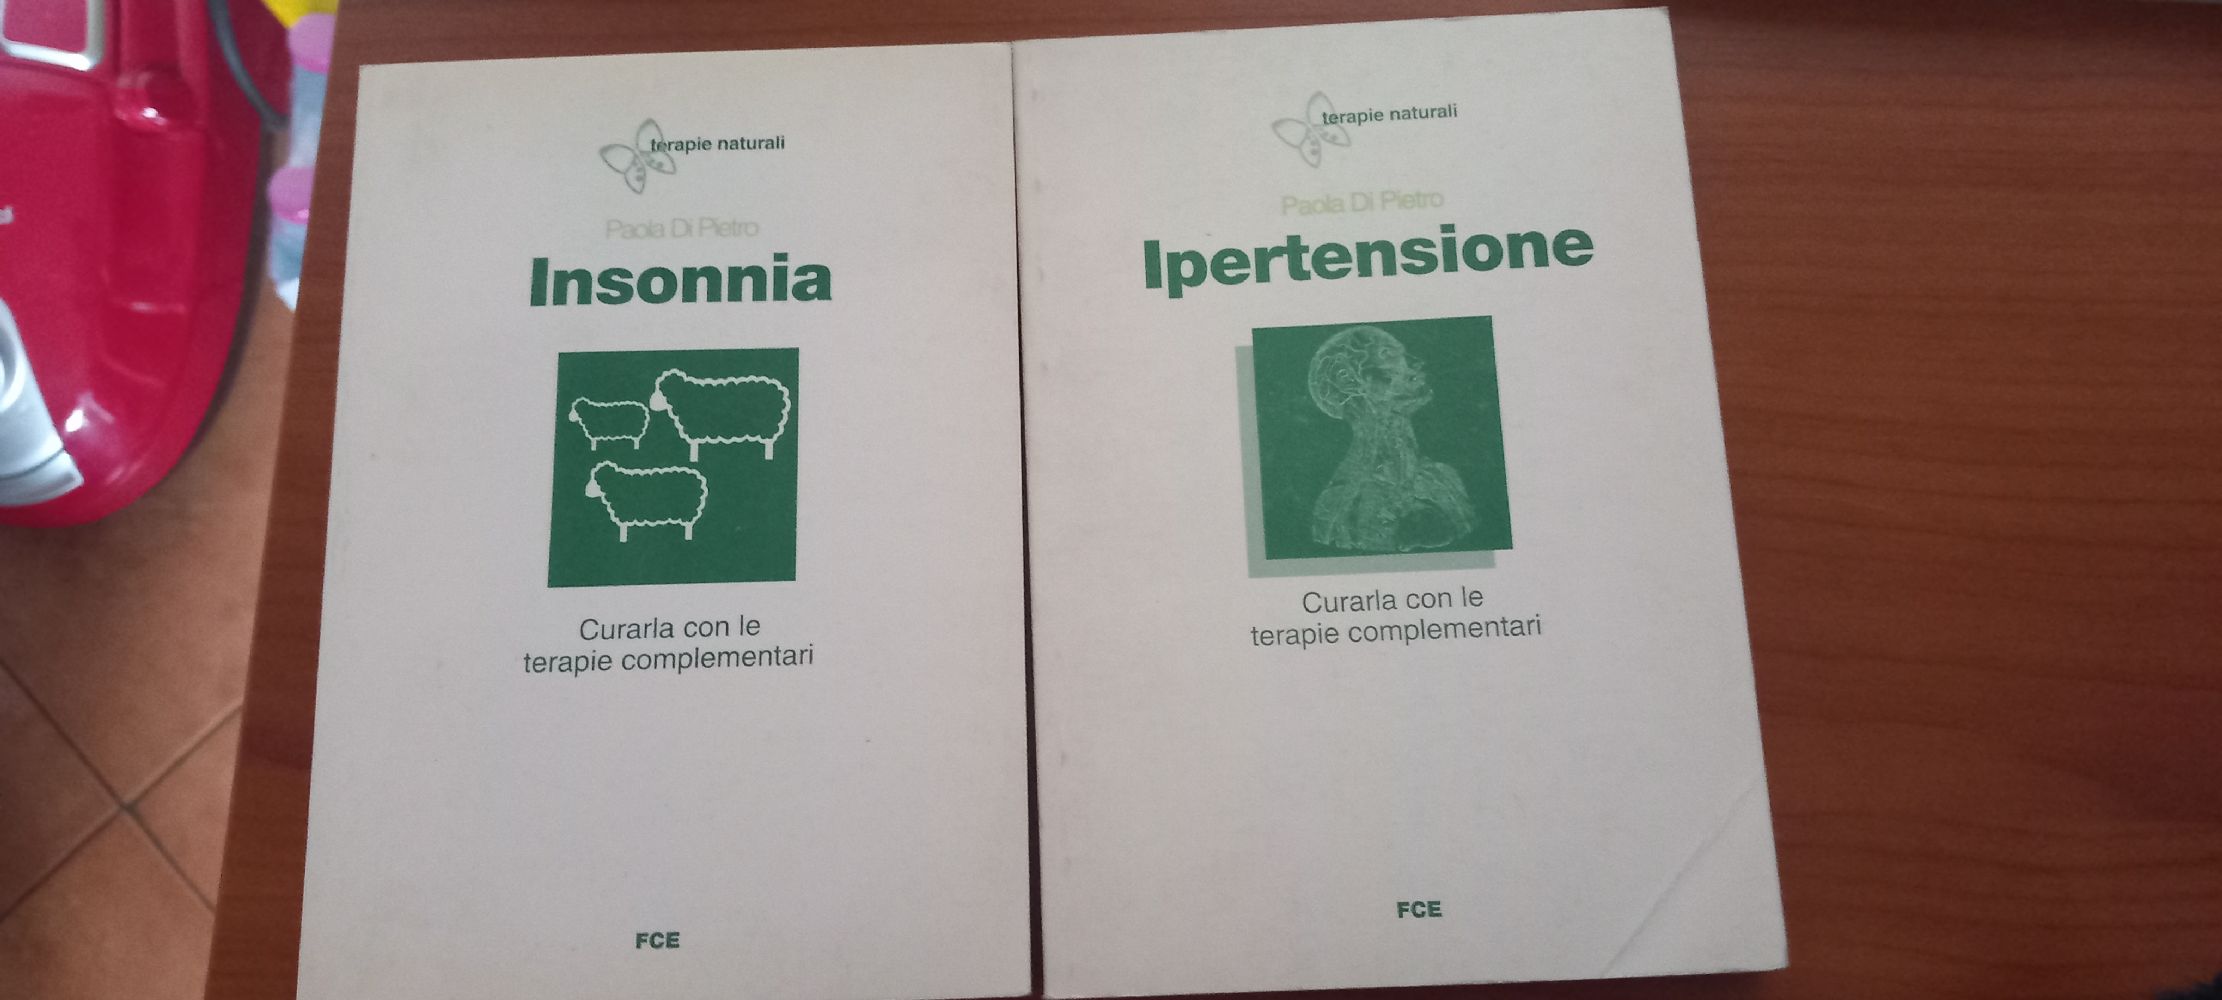 terapie naturali
Paola Di Pietro
Insonnia
Curarla con le
terapie complementari
FCE
terapie naturali
Paola Di Pietro
Ipertensione
Curarla con le
terapie complementari
FCE